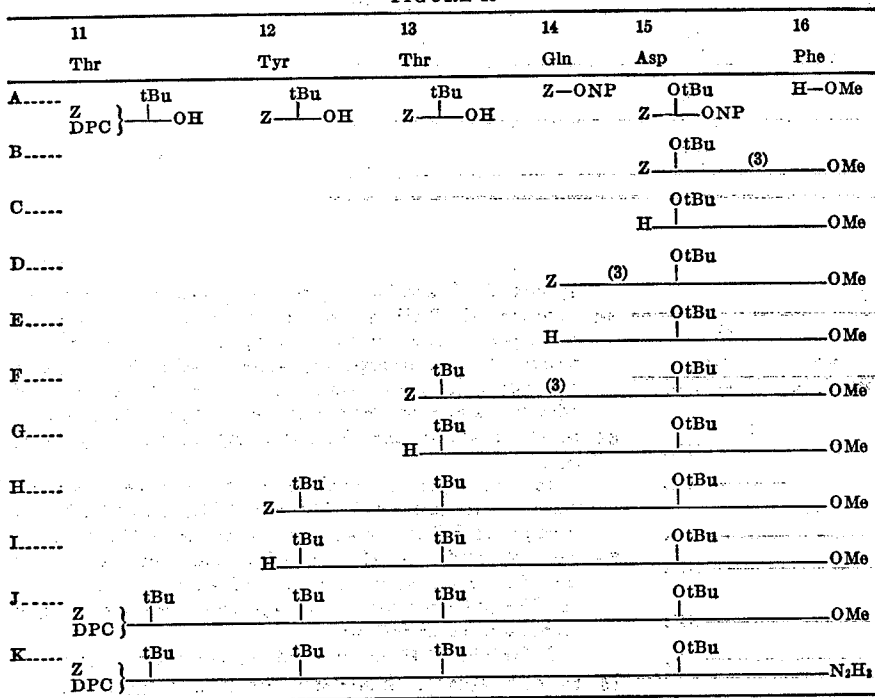 11 12 13 14 15 16
Thr Tyr Thr Gln Asp Phe
tBu tBu tBu OtBu
A Z DPC } OH Z OH Z OH Z—ONP Z ONP H—OMe
OtBu
B Z (3) OMe
OtBu
C H OMe
OtBu
D Z (3) OMe
OtBu
E H OMe
tBu OtBu
F Z (3) OMe
tBu OtBu
G H OMe
tBu tBu OtBu
H Z OMe
tBu tBu OtBu
I H OMe
tBu tBu tBu OtBu
J Z DPC } OMe
tBu tBu tBu OtBu
K Z DPC } N₂H₃